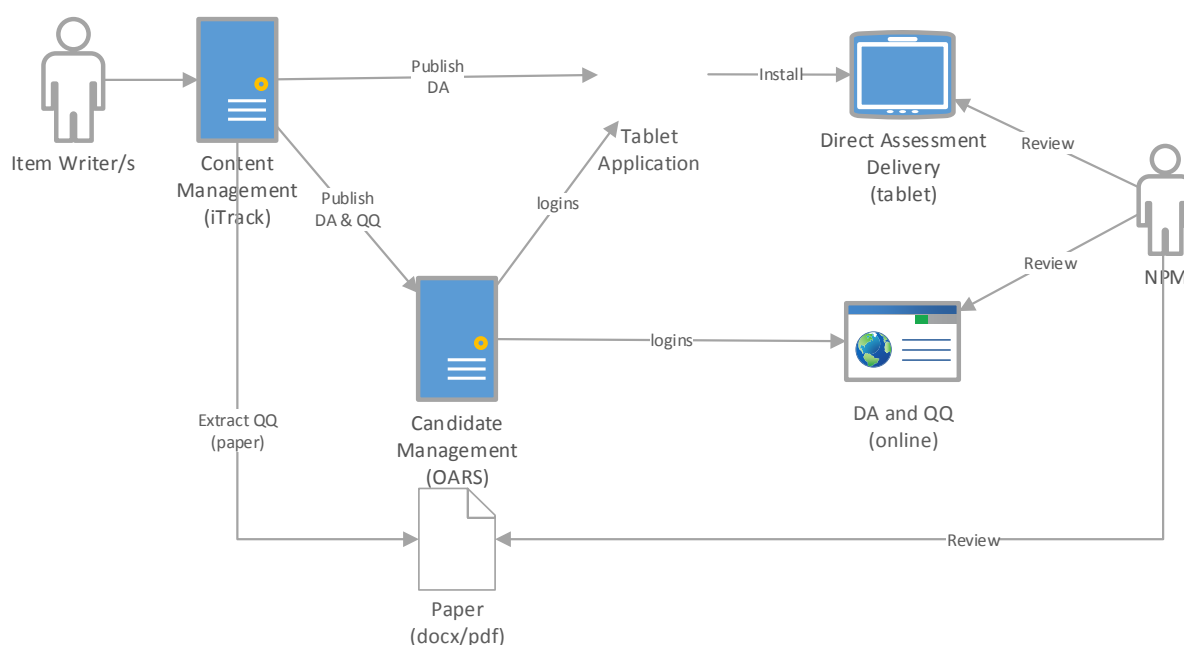 Publish
DA
Install
Item Writer/s
Content
Management
(iTrack)
Tablet
Application
Direct Assessment
Delivery
(tablet)
Review
Publish
DA & QQ
logins
Review
NPM
logins
Extract QQ
(paper)
Candidate
Management
(OARS)
DA and QQ
(online)
Review
Paper
(docx/pdf)